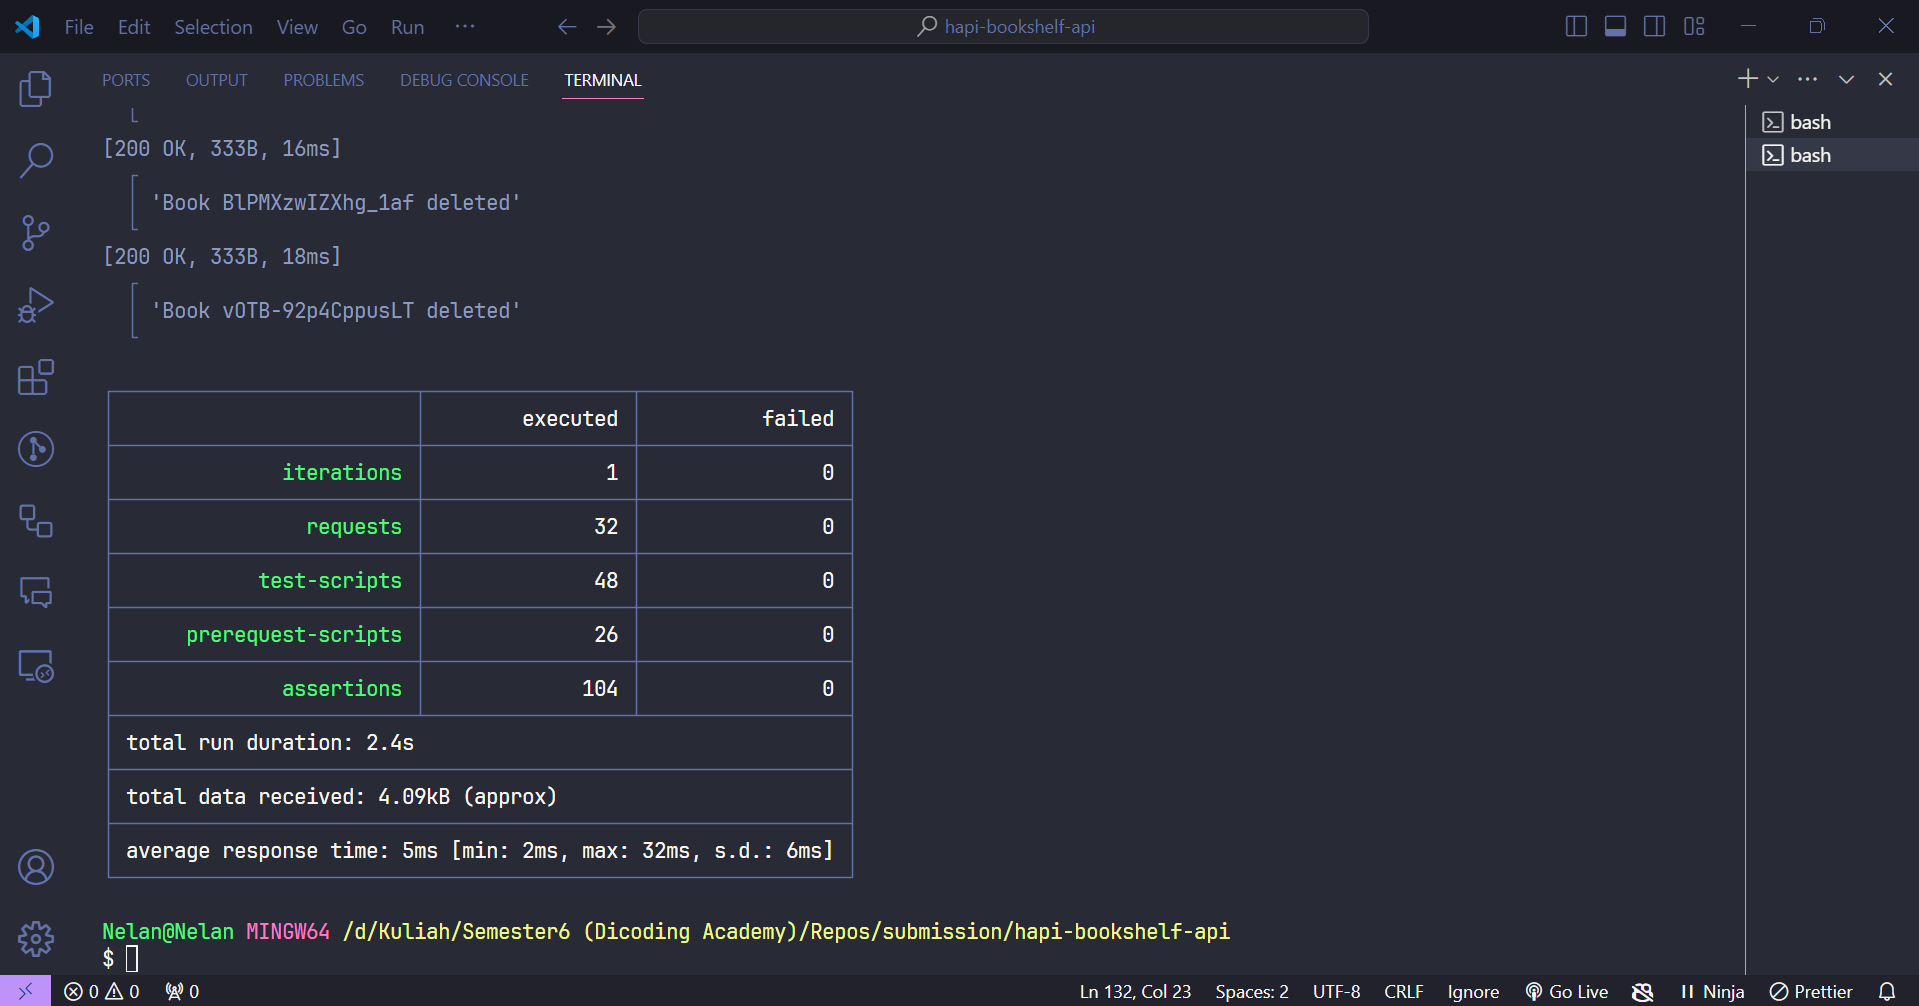 File Edit Selection View Go Run ··· hapi-bookshelf-api
PORTS OUTPUT PROBLEMS DEBUG CONSOLE TERMINAL
bash
bash
[200 OK, 333B, 16ms]
'Book BlPMXzwIZXhg_1af deleted'
[200 OK, 333B, 18ms]
'Book vOTB-92p4CppusLT deleted'
executed failed
iterations 1 0
requests 32 0
test-scripts 48 0
prerequest-scripts 26 0
assertions 104 0
total run duration: 2.4s
total data received: 4.09kB (approx)
average response time: 5ms [min: 2ms, max: 32ms, s.d.: 6ms]
Nelan@Nelan MINGW64 /d/Kuliah/Semester6 (Dicoding Academy)/Repos/submission/hapi-bookshelf-api
$
0 0 0 Ln 132, Col 23 Spaces: 2 UTF-8 CRLF Ignore Go Live Ninja Prettier